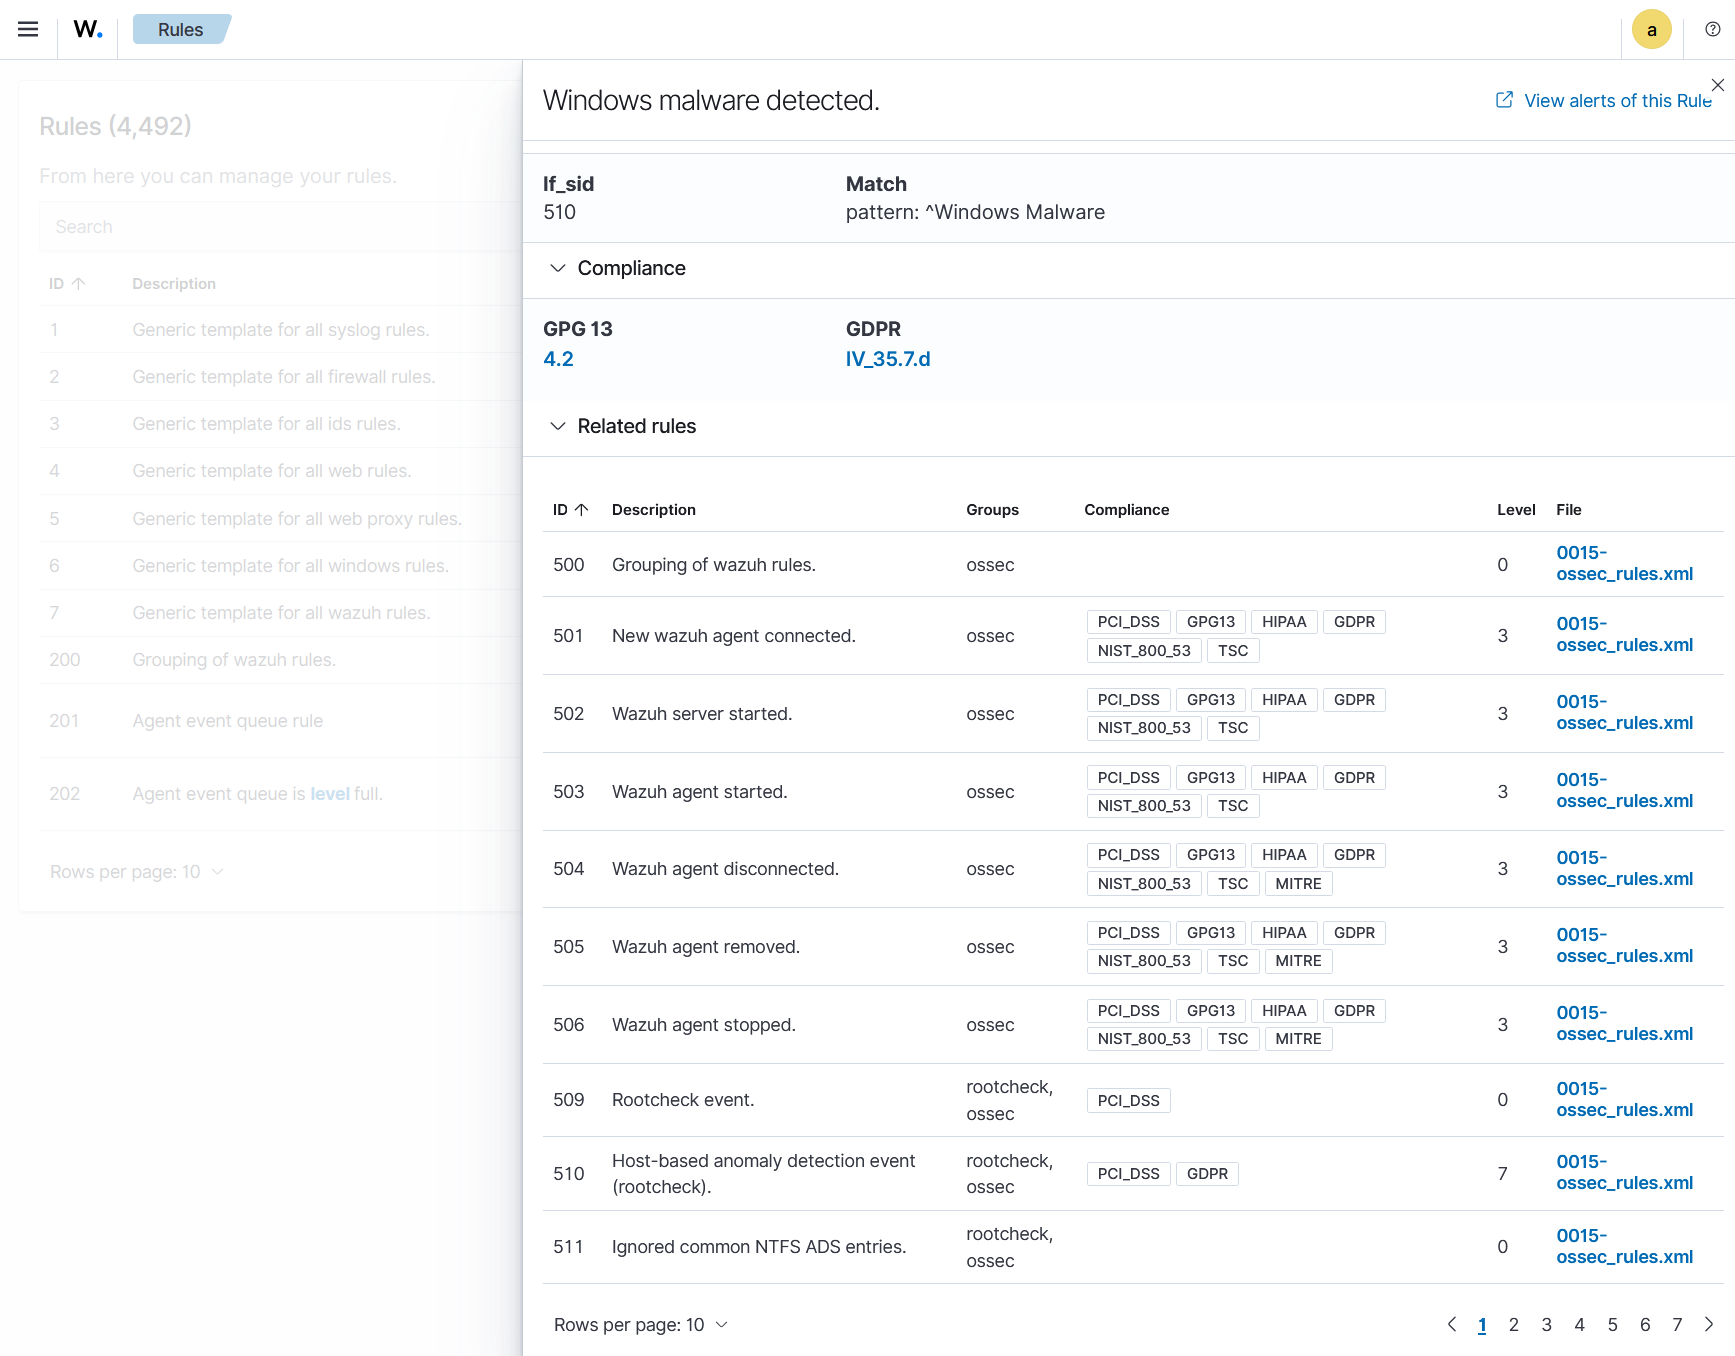 W.
Rules
a
Rules (4,492)
From here you can manage your rules.
Search
ID Description
1 Generic template for all syslog rules.
2 Generic template for all firewall rules.
3 Generic template for all ids rules.
4 Generic template for all web rules.
5 Generic template for all web proxy rules.
6 Generic template for all windows rules.
7 Generic template for all wazuh rules.
200 Grouping of wazuh rules.
201 Agent event queue rule
202 Agent event queue is level full.
Rows per page: 10
Windows malware detected.
View alerts of this Rule
If_sid Match
510 pattern: ^Windows Malware
Compliance
GPG 13 GDPR
4.2 IV_35.7.d
Related rules
ID Description Groups Compliance Level File
500 Grouping of wazuh rules. ossec 0 0015-
ossec_rules.xml
501 New wazuh agent connected. ossec PCI_DSS GPG13 HIPAA GDPR 3 0015-
NIST_800_53 TSC ossec_rules.xml
502 Wazuh server started. ossec PCI_DSS GPG13 HIPAA GDPR 3 0015-
NIST_800_53 TSC ossec_rules.xml
503 Wazuh agent started. ossec PCI_DSS GPG13 HIPAA GDPR 3 0015-
NIST_800_53 TSC ossec_rules.xml
504 Wazuh agent disconnected. ossec PCI_DSS GPG13 HIPAA GDPR 3 0015-
NIST_800_53 TSC MITRE ossec_rules.xml
505 Wazuh agent removed. ossec PCI_DSS GPG13 HIPAA GDPR 3 0015-
NIST_800_53 TSC MITRE ossec_rules.xml
506 Wazuh agent stopped. ossec PCI_DSS GPG13 HIPAA GDPR 3 0015-
NIST_800_53 TSC MITRE ossec_rules.xml
509 Rootcheck event. rootcheck, PCI_DSS 0 0015-
ossec ossec_rules.xml
510 Host-based anomaly detection event rootcheck, PCI_DSS GDPR 7 0015-
(rootcheck). ossec ossec_rules.xml
511 Ignored common NTFS ADS entries. rootcheck, 0 0015-
ossec ossec_rules.xml
Rows per page: 10
1 2 3 4 5 6 7